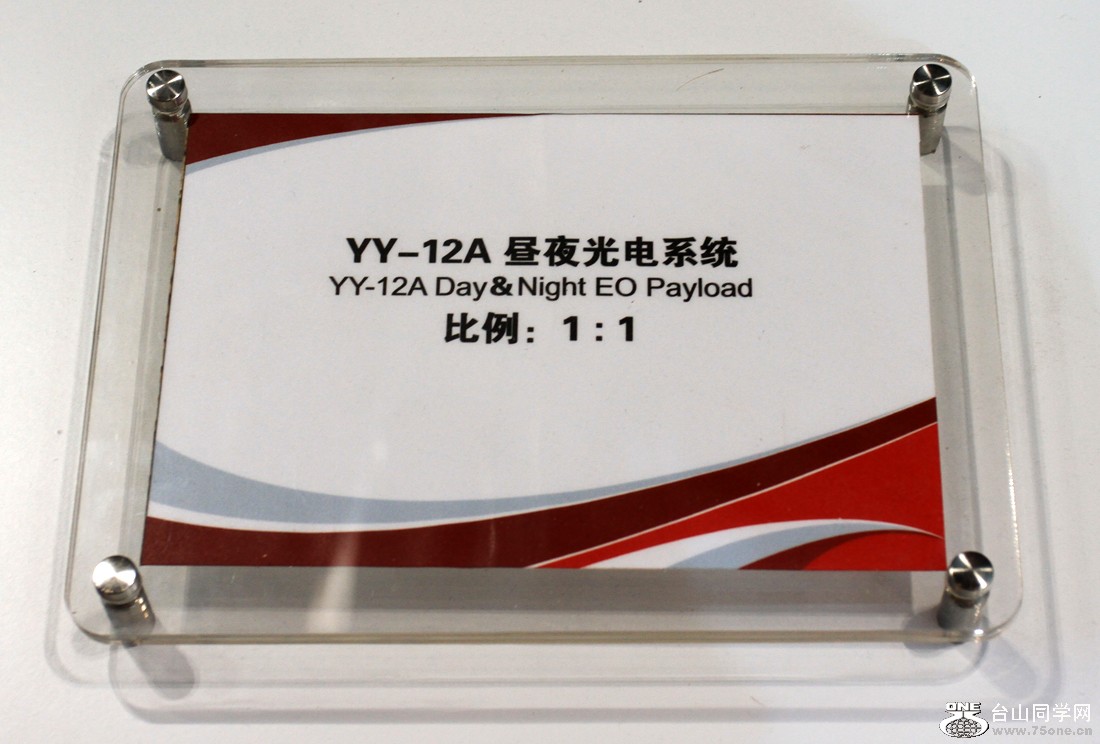 YY-12A 昼夜光电系统
YY-12A Day&Night EO Payload
比例：1：1
ONE 台山同学网
www.75one.cn